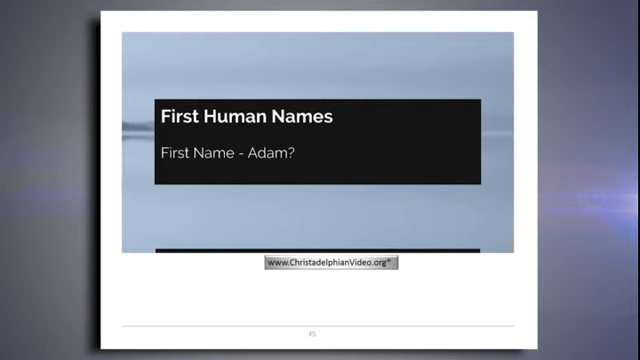 First Human Names
First Name - Adam?
www.ChristadelphianVideo.org®
45